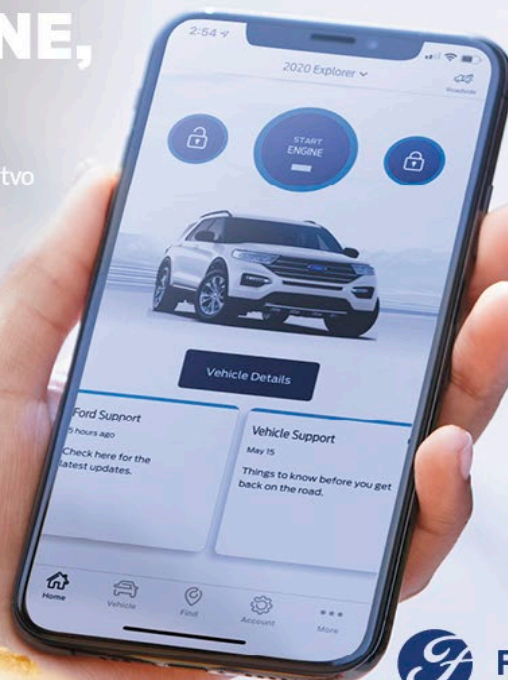 NE,
tvo
2:54
2020 Explorer
Roadside
START
ENGINE
Vehicle Details
Ford Support
5 hours ago
Check here for the
latest updates.
Vehicle Support
May 15
Things to know before you get
back on the road.
Home
Vehicle
Find
Account
More
F